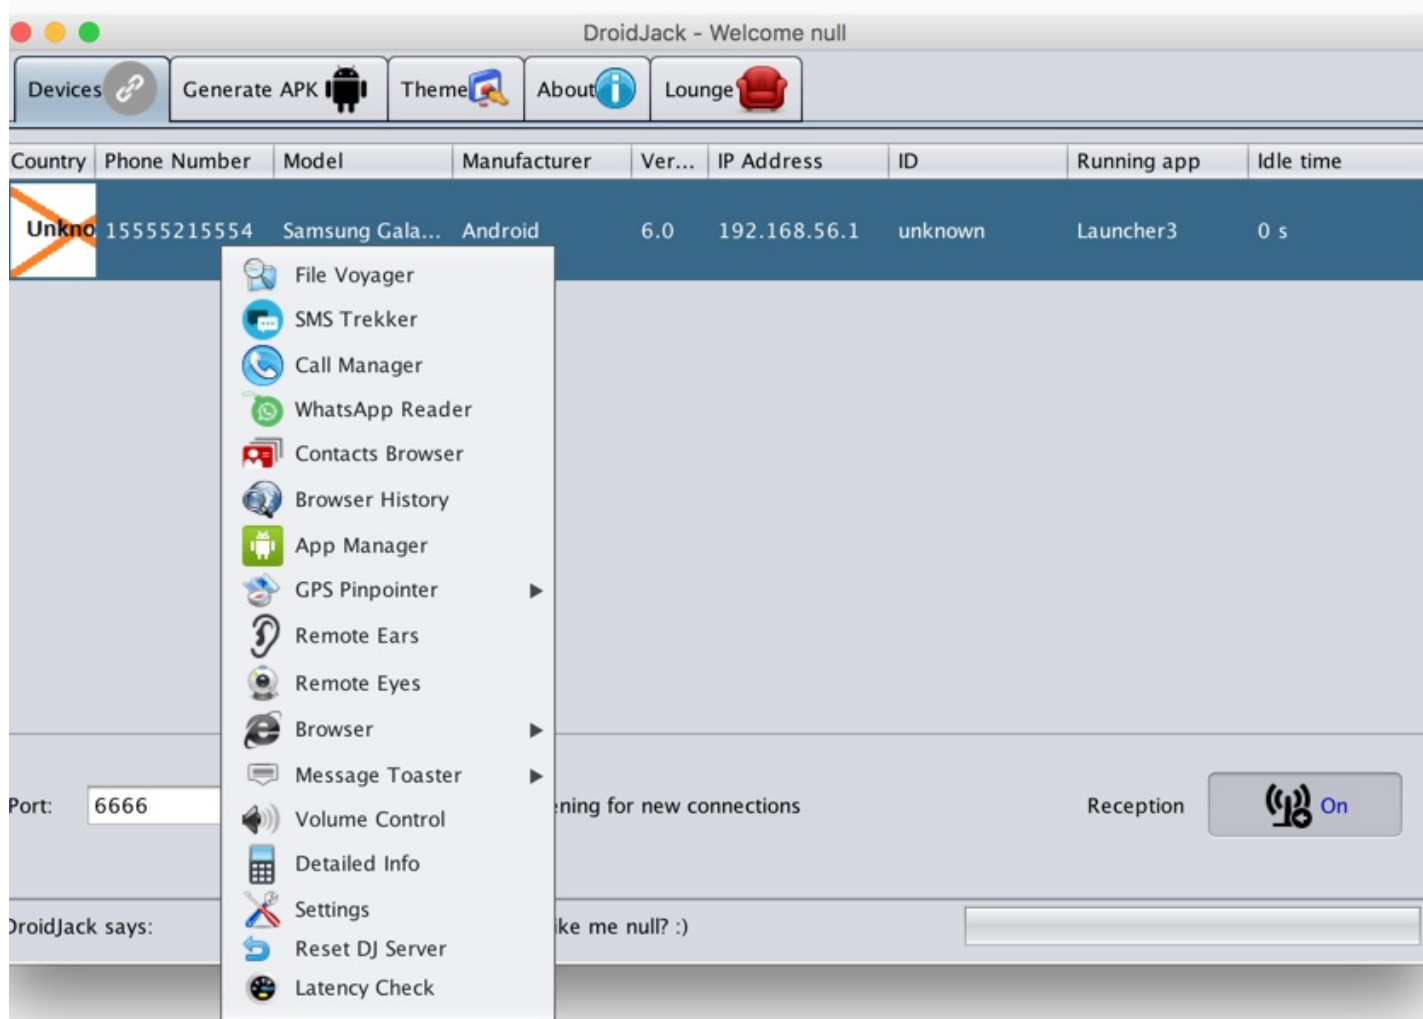 DroidJack - Welcome null
Devices Generate APK Theme About Lounge
Country Phone Number Model Manufacturer Ver... IP Address ID Running app Idle time
Unkno 15555215554 Samsung Gala... Android 6.0 192.168.56.1 unknown Launcher3 0 s
File Voyager
SMS Trekker
Call Manager
WhatsApp Reader
Contacts Browser
Browser History
App Manager
GPS Pinpointer
Remote Ears
Remote Eyes
Browser
Message Toaster
Port: 6666 ening for new connections Reception On
Volume Control
Detailed Info
Settings
DroidJack says: ike me null? :)
Reset DJ Server
Latency Check